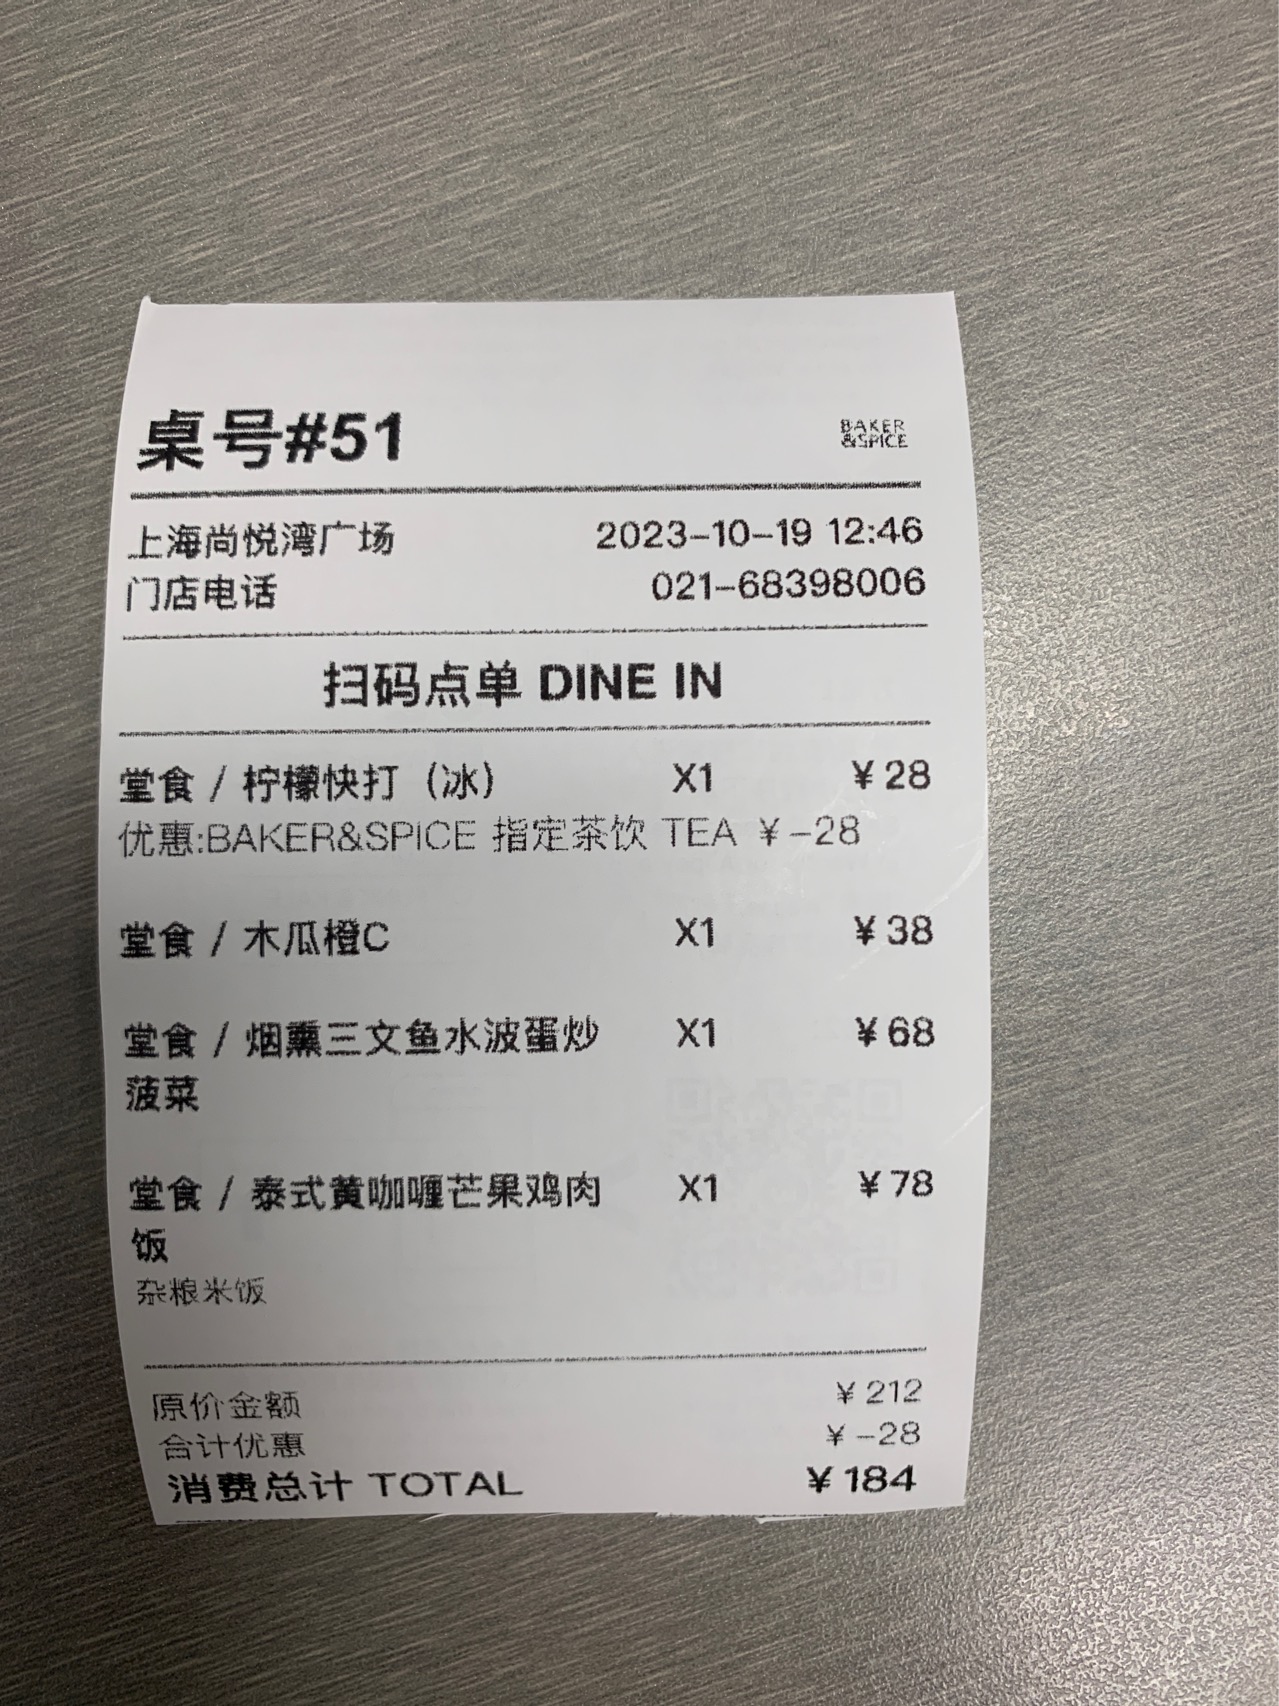 桌号#51
BAKER
&SPICE
上海尚悦湾广场 2023-10-19 12:46
门店电话 021-68398006
扫码点单 DINE IN
堂食 / 柠檬快打（冰） X1 ¥28
优惠:BAKER&SPICE 指定茶饮 TEA ¥-28
堂食 / 木瓜橙C X1 ¥38
堂食 / 烟熏三文鱼水波蛋炒 X1 ¥68
菠菜
堂食 / 泰式黄咖喱芒果鸡肉 X1 ¥78
饭
杂粮米饭
原价金额 ¥212
合计优惠 ¥-28
消费总计 TOTAL ¥184